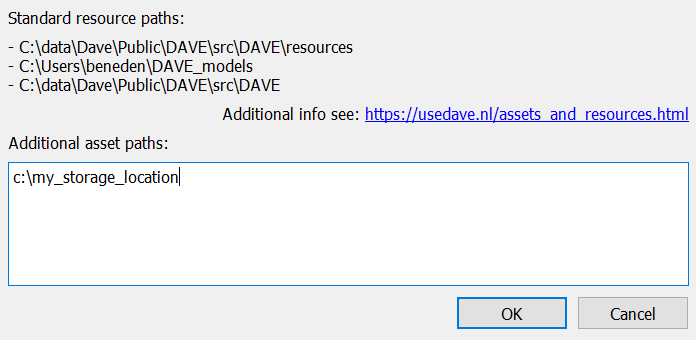 Standard resource paths:
- C:\data\Dave\Public\DAVE\src\DAVE\resources
- C:\Users\beneden\DAVE_models
- C:\data\Dave\Public\DAVE\src\DAVE
Additional info see: https://usedave.nl/assets_and_resources.html
Additional asset paths:
c:\my_storage_location
OK Cancel